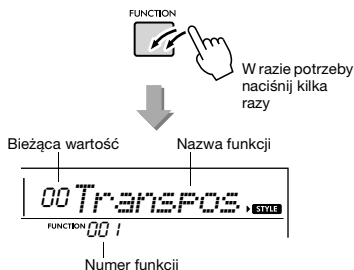 FUNCTION
W razie potrzeby
naciśnij kilka
razy
Bieżąca wartość Nazwa funkcji
00 Transpos. STYLE
FUNCTION 001
Numer funkcji